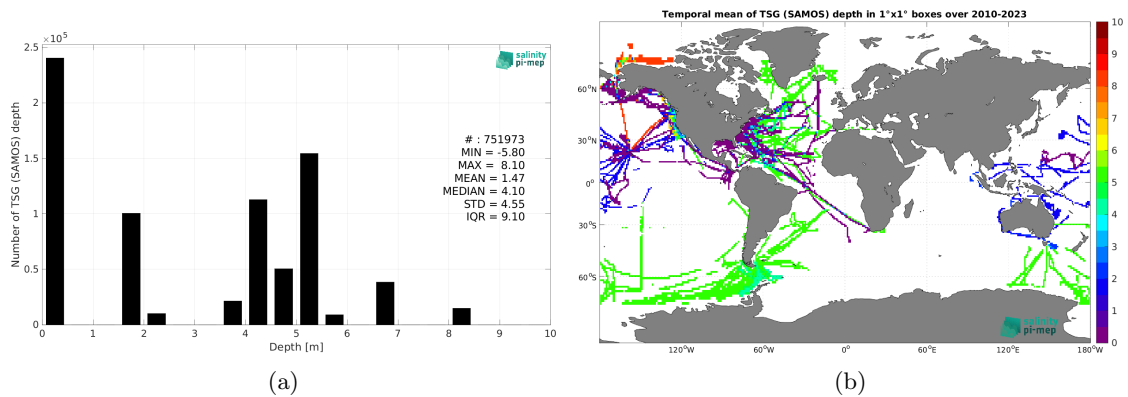 ×10⁵
2.5
2
1.5
1
0.5
0
0 1 2 3 4 5 6 7 8 9 10
Number of TSG (SAMOS) depth
Depth [m]
salinity
pi-mep
# : 751973
MIN = -5.80
MAX = 8.10
MEAN = 1.47
MEDIAN = 4.10
STD = 4.55
IQR = 9.10
(a)
Temporal mean of TSG (SAMOS) depth in 1°x1° boxes over 2010-2023
60°N
30°N
0°
30°S
60°S
120°W 60°W 0° 60°E 120°E 180°W
salinity
pi-mep
10
9
8
7
6
5
4
3
2
1
0
(b)